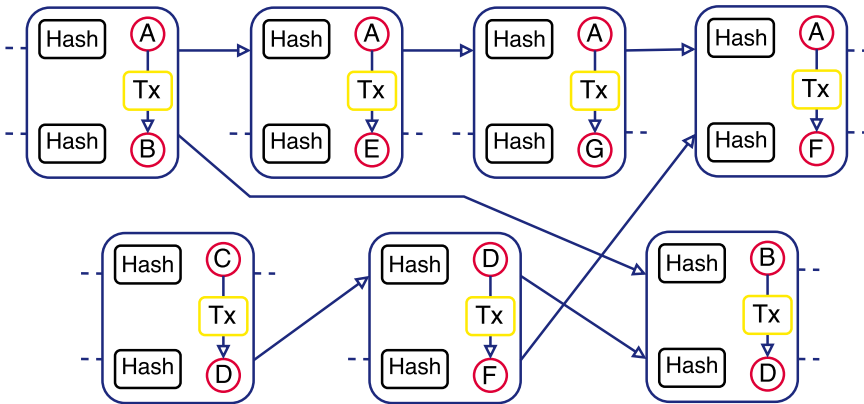 Hash A Hash A Hash A Hash A
Tx Tx Tx Tx
Hash B Hash E Hash G Hash F
Hash C Hash D Hash B
Tx Tx Tx
Hash D Hash F Hash D